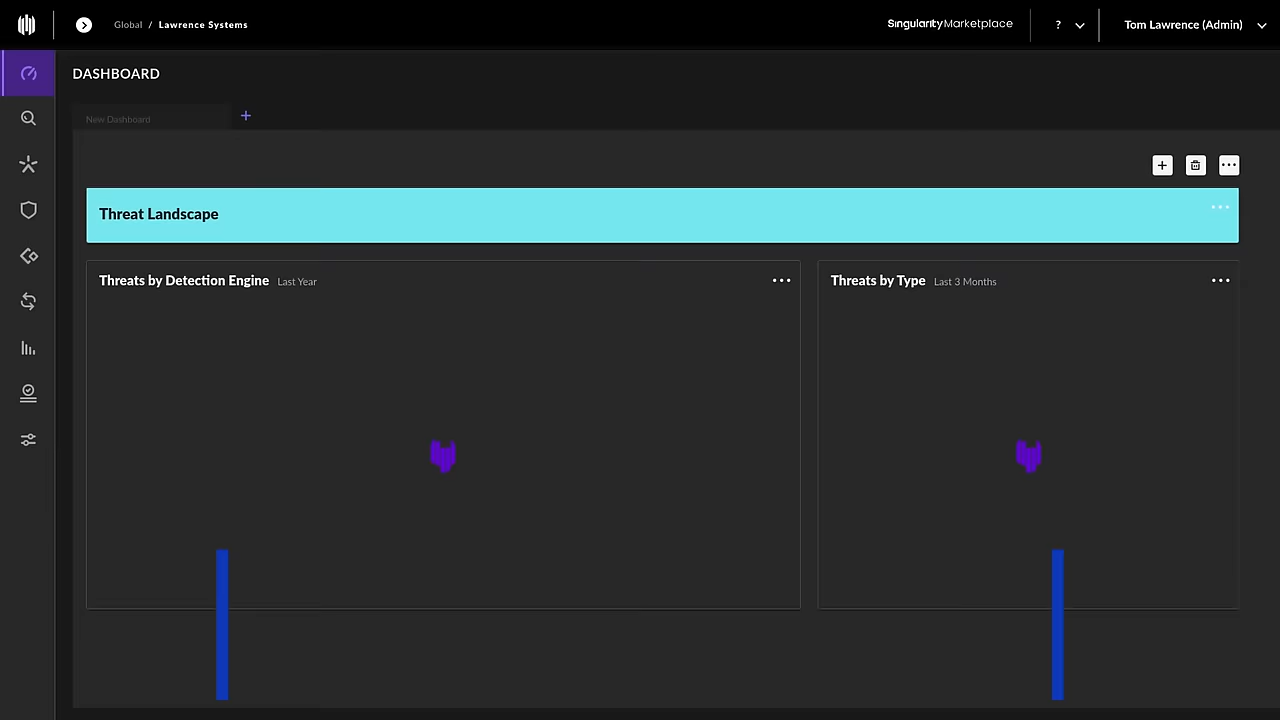 Global / Lawrence Systems
SingularityMarketplace
?
Tom Lawrence (Admin)
DASHBOARD
New Dashboard
+
Threat Landscape
Threats by Detection Engine Last Year
Threats by Type Last 3 Months